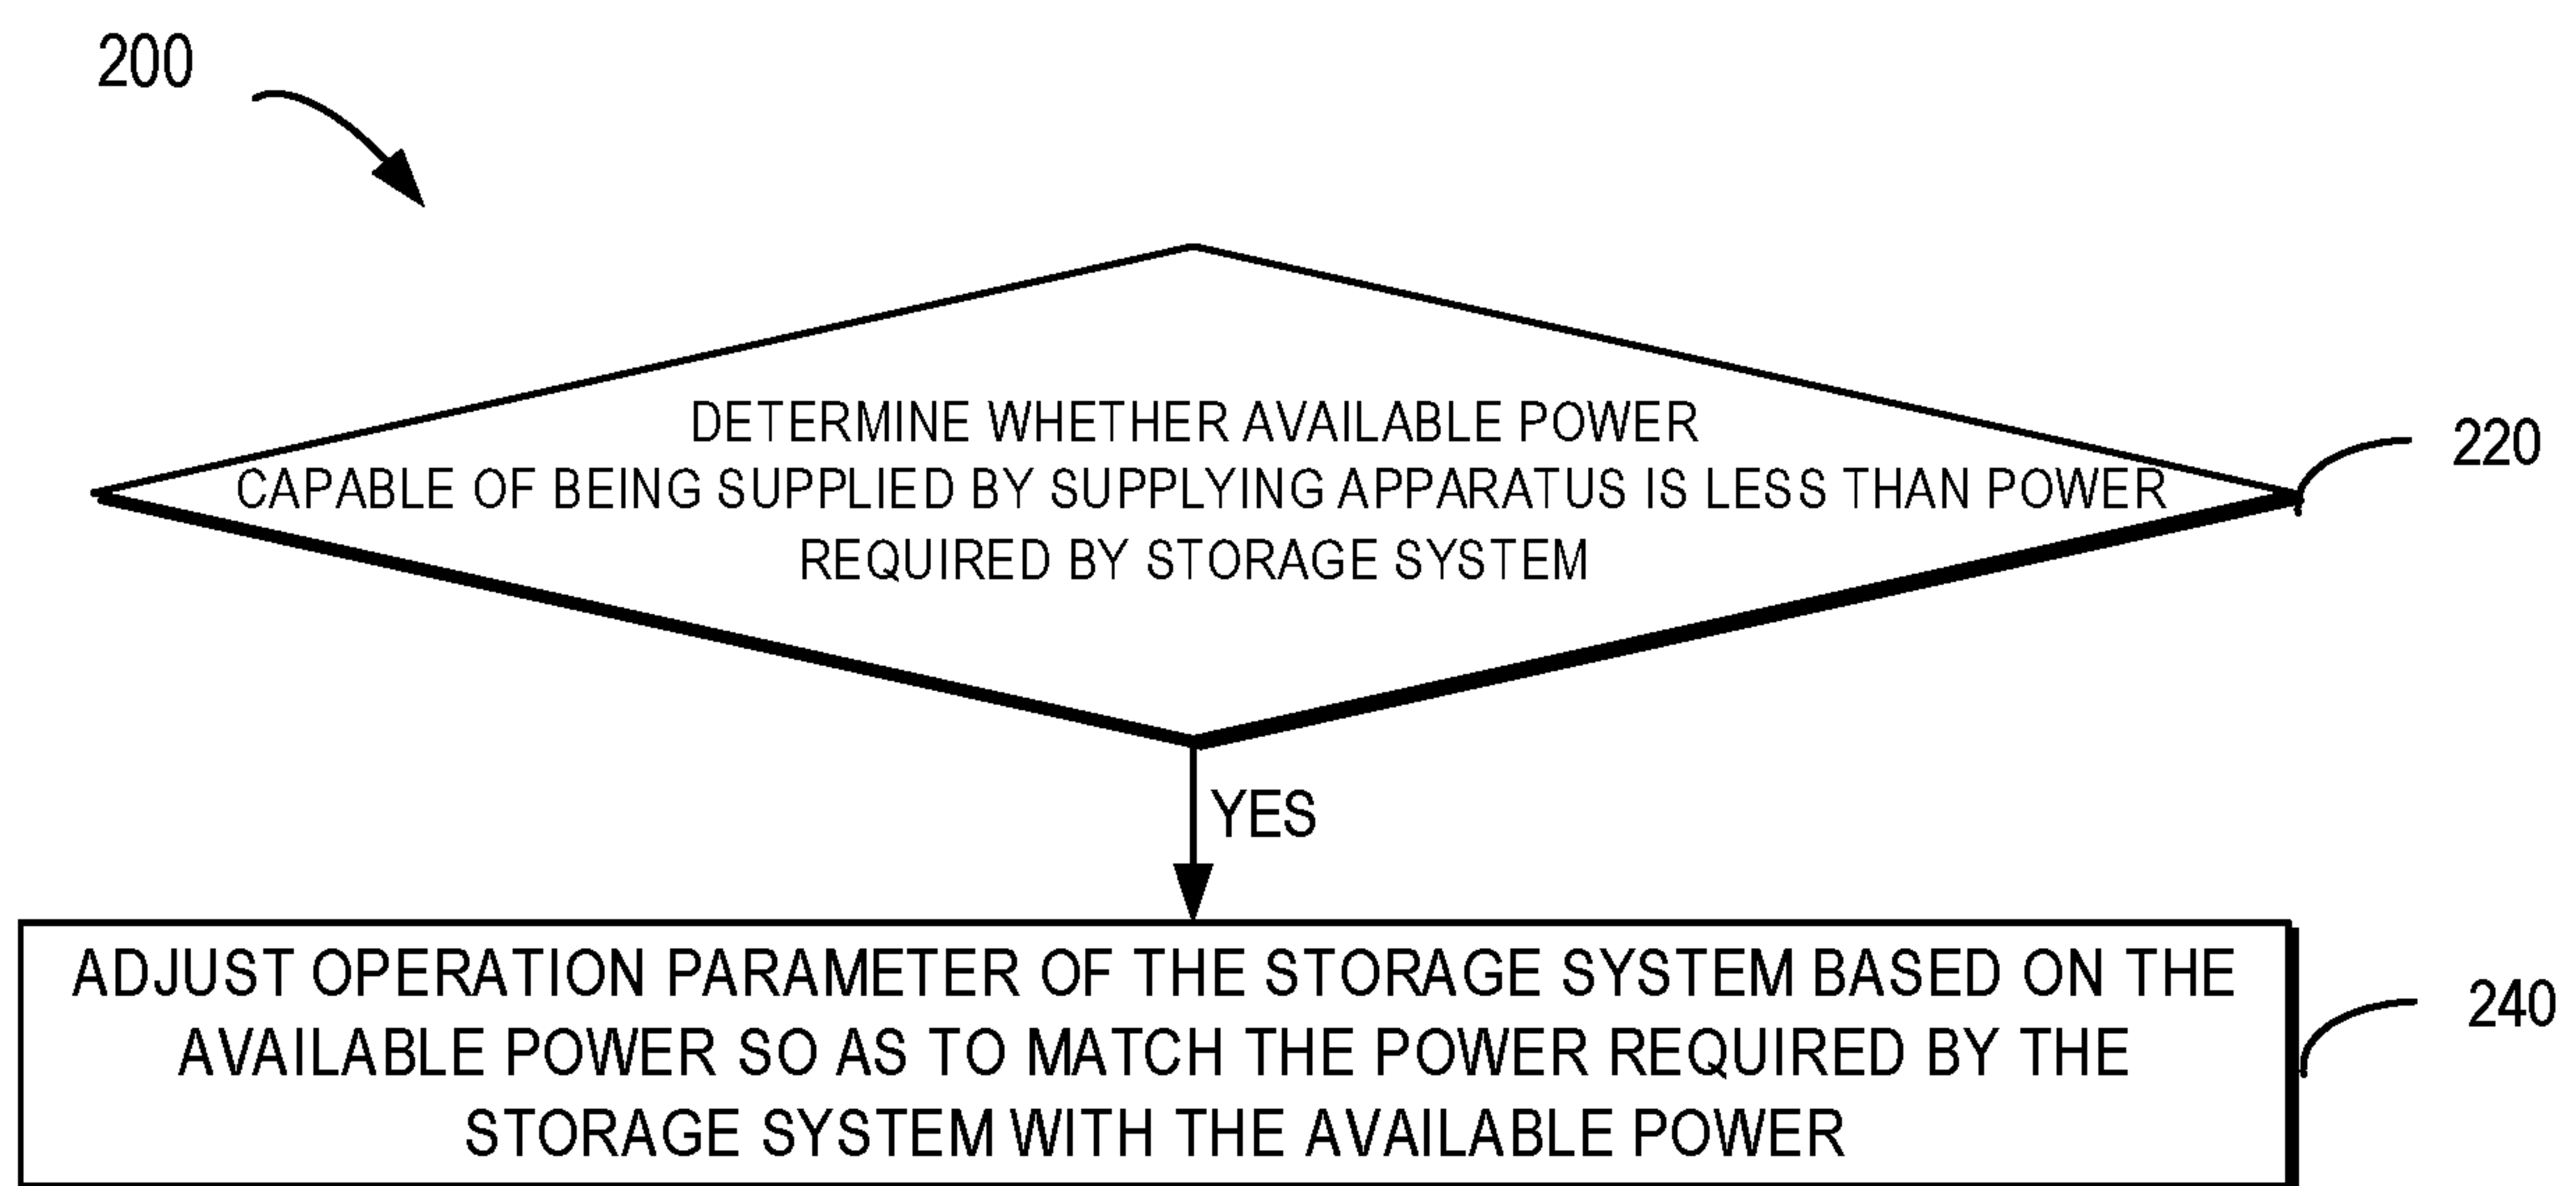 200
DETERMINE WHETHER AVAILABLE POWER
CAPABLE OF BEING SUPPLIED BY SUPPLYING APPARATUS IS LESS THAN POWER
REQUIRED BY STORAGE SYSTEM
220
YES
ADJUST OPERATION PARAMETER OF THE STORAGE SYSTEM BASED ON THE
AVAILABLE POWER SO AS TO MATCH THE POWER REQUIRED BY THE
STORAGE SYSTEM WITH THE AVAILABLE POWER
240